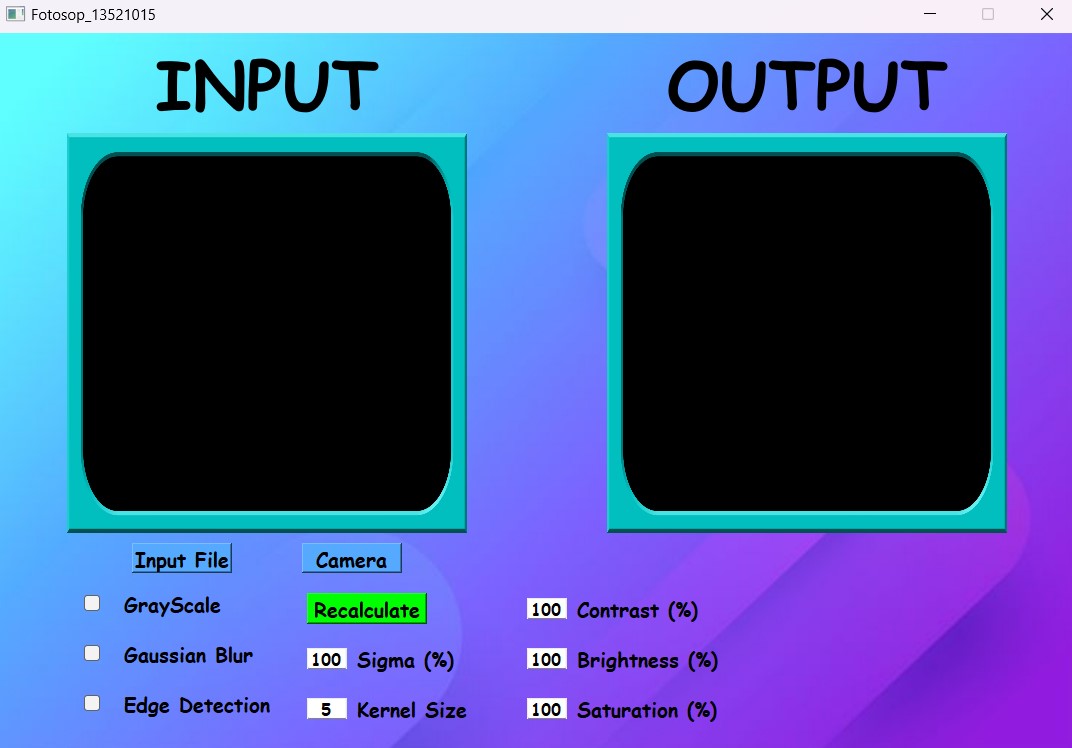 Fotosop_13521015
INPUT
OUTPUT
Input File
Camera
GrayScale
Recalculate
100 Contrast (%)
Gaussian Blur
100 Sigma (%)
100 Brightness (%)
Edge Detection
5 Kernel Size
100 Saturation (%)